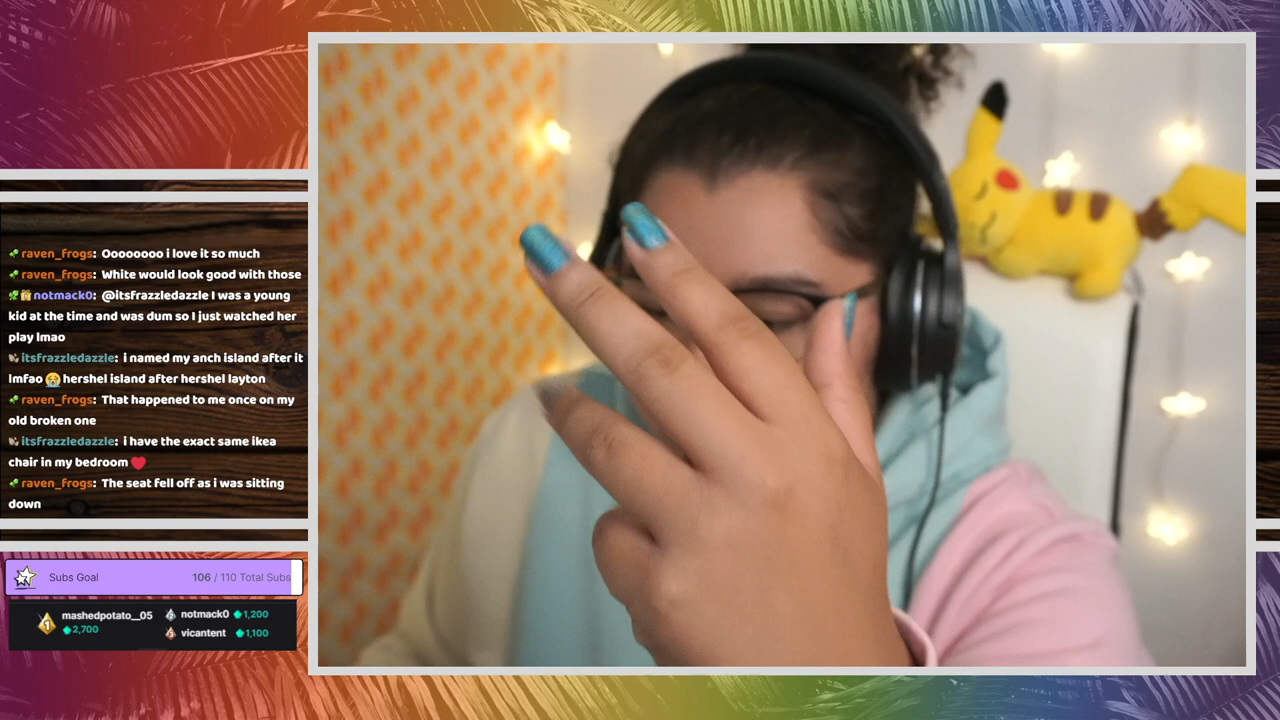 raven_frogs: Oooooooo i love it so much
raven_frogs: White would look good with those
notmack0: @itsfrazzledazzle I was a young
kid at the time and was dum so I just watched her
play lmao
itsfrazzledazzle: i named my anch island after it
lmfao 😭 hershel island after hershel layton
raven_frogs: That happened to me once on my
old broken one
itsfrazzledazzle: i have the exact same ikea
chair in my bedroom ❤️
raven_frogs: The seat fell off as i was sitting
down
Subs Goal 106 / 110 Total Subs
1 mashedpotato__05 2,700
notmack0 1,200
vicantent 1,100